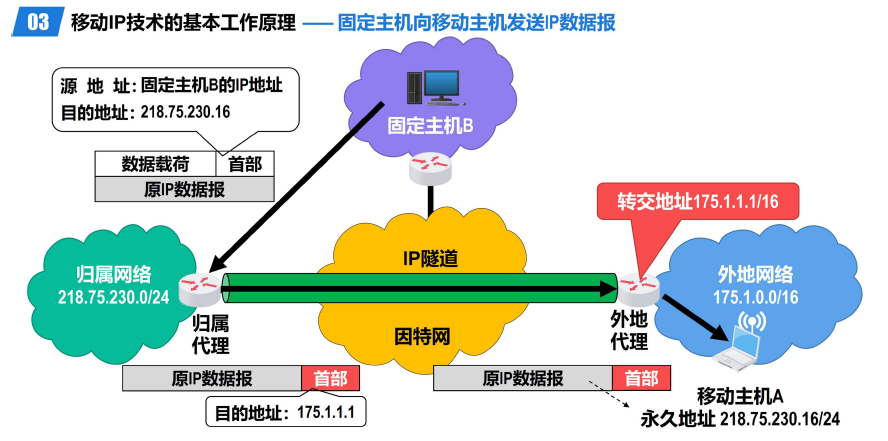 03 移动IP技术的基本工作原理 —— 固定主机向移动主机发送IP数据报
源地址：固定主机B的IP地址
目的地址：218.75.230.16
数据载荷 首部
原IP数据报
固定主机B
转交地址175.1.1.1/16
归属网络
218.75.230.0/24
归属
代理
IP隧道
因特网
外地
代理
外地网络
175.1.0.0/16
原IP数据报 首部
目的地址：175.1.1.1
原IP数据报 首部
移动主机A
永久地址 218.75.230.16/24